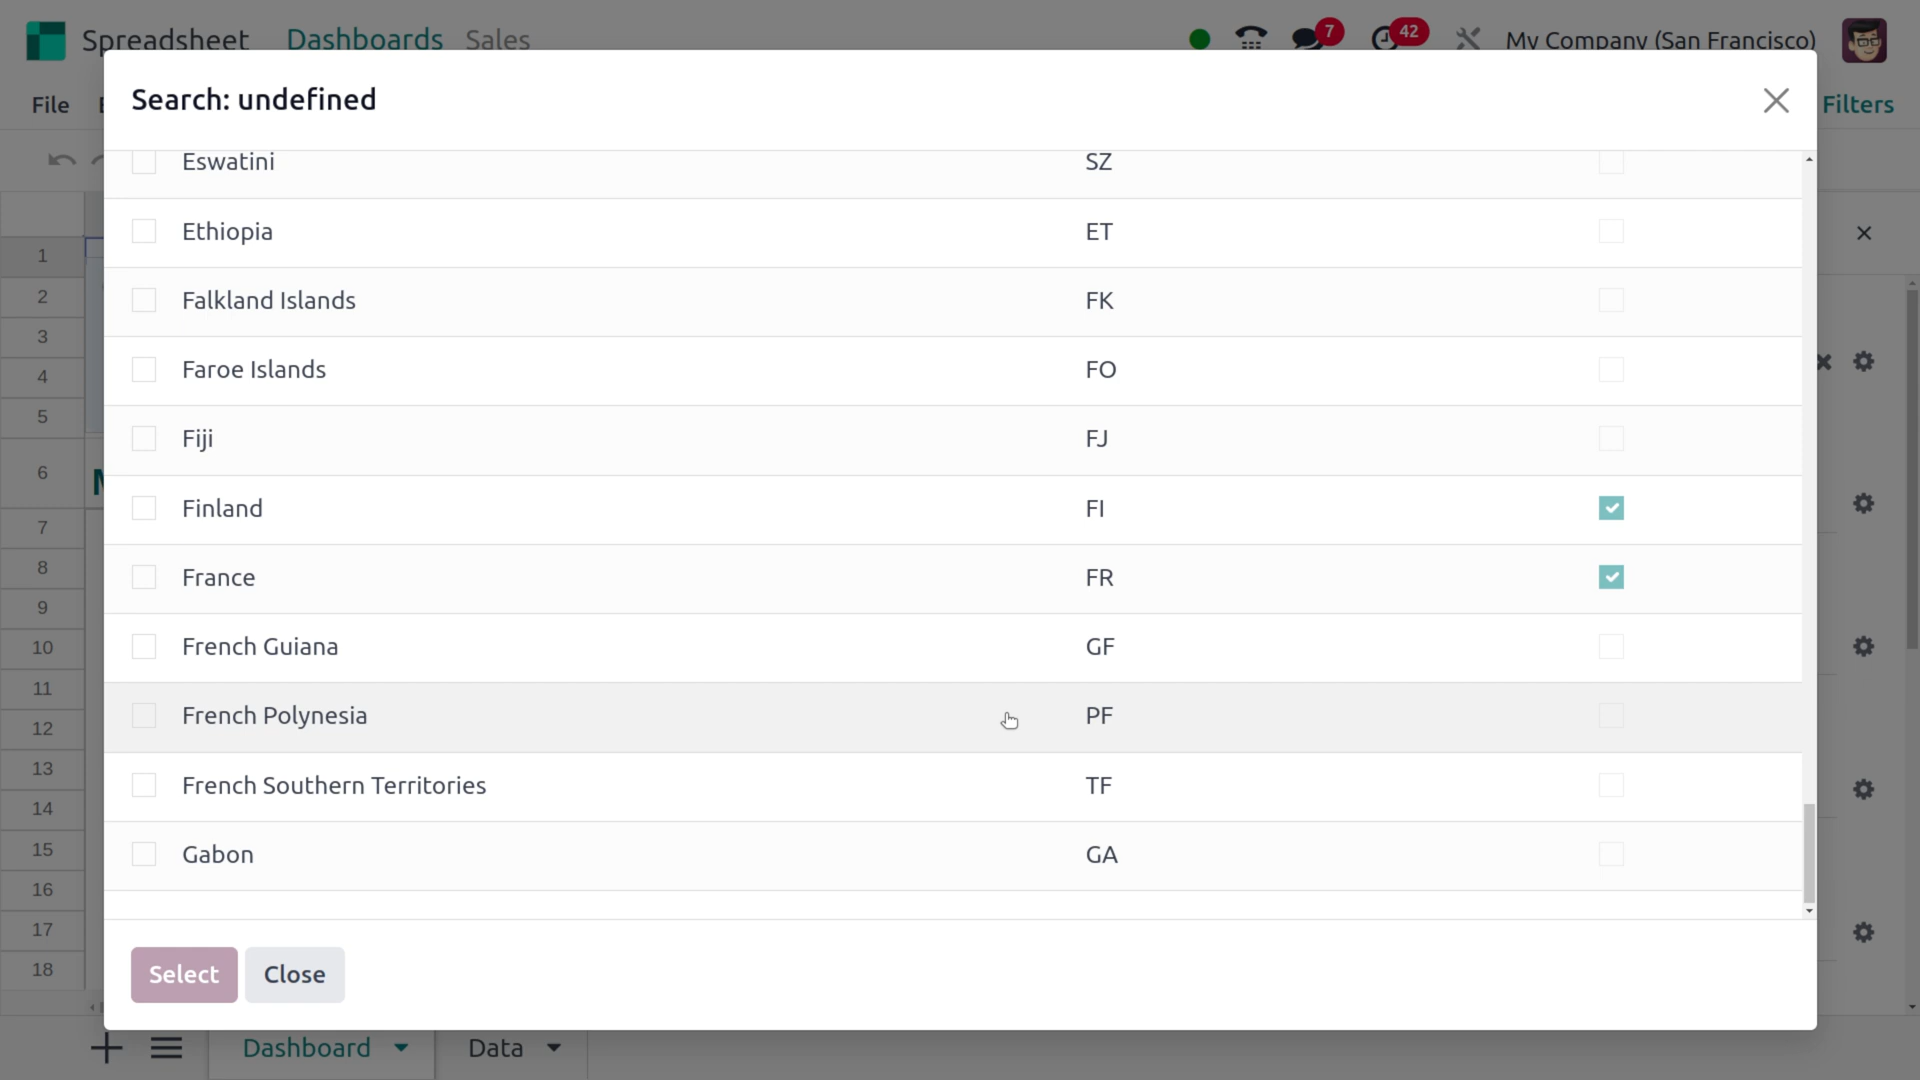 Spreadsheet Dashboards Sales 7 42 My Company (San Francisco)
File Filters
Search: undefined
Eswatini SZ
Ethiopia ET
Falkland Islands FK
Faroe Islands FO
Fiji FJ
Finland FI
France FR
French Guiana GF
French Polynesia PF
French Southern Territories TF
Gabon GA
Select Close
1
2
3
4
5
6
7
8
9
10
11
12
13
14
15
16
17
18
Dashboard Data